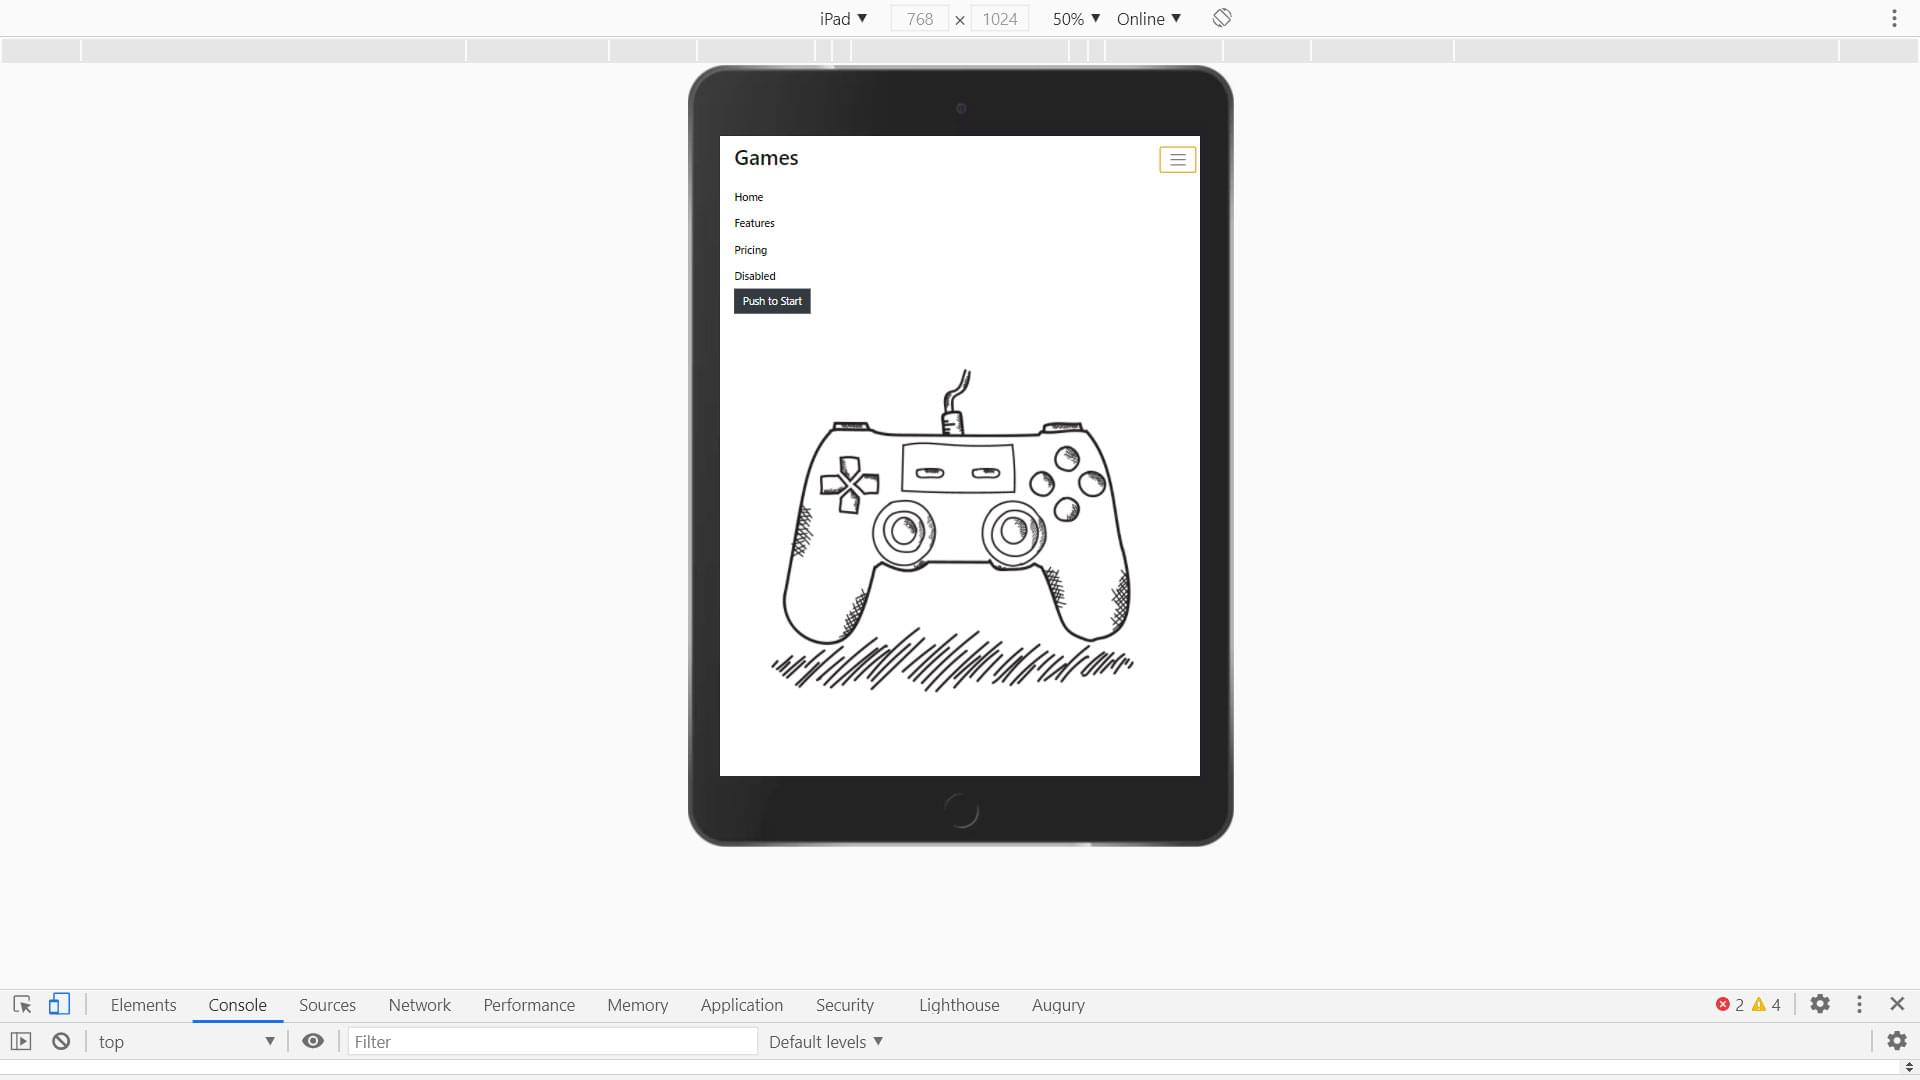 iPad ▼ 768 × 1024 50% ▼ Online ▼
Games
Home
Features
Pricing
Disabled
Push to Start
Elements Console Sources Network Performance Memory Application Security Lighthouse Augury 2 4
top ▼ Filter Default levels ▼